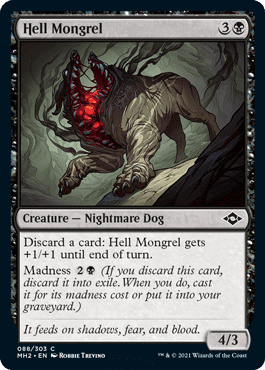 Hell Mongrel 3
Creature — Nightmare Dog
Discard a card: Hell Mongrel gets
+1/+1 until end of turn.
Madness 2 (If you discard this card,
discard it into exile. When you do, cast
it for its madness cost or put it into your
graveyard.)
It feeds on shadows, fear, and blood.
4/3
088/303 C
MH2 • EN Robbie Trevino ™ & © 2021 Wizards of the Coast